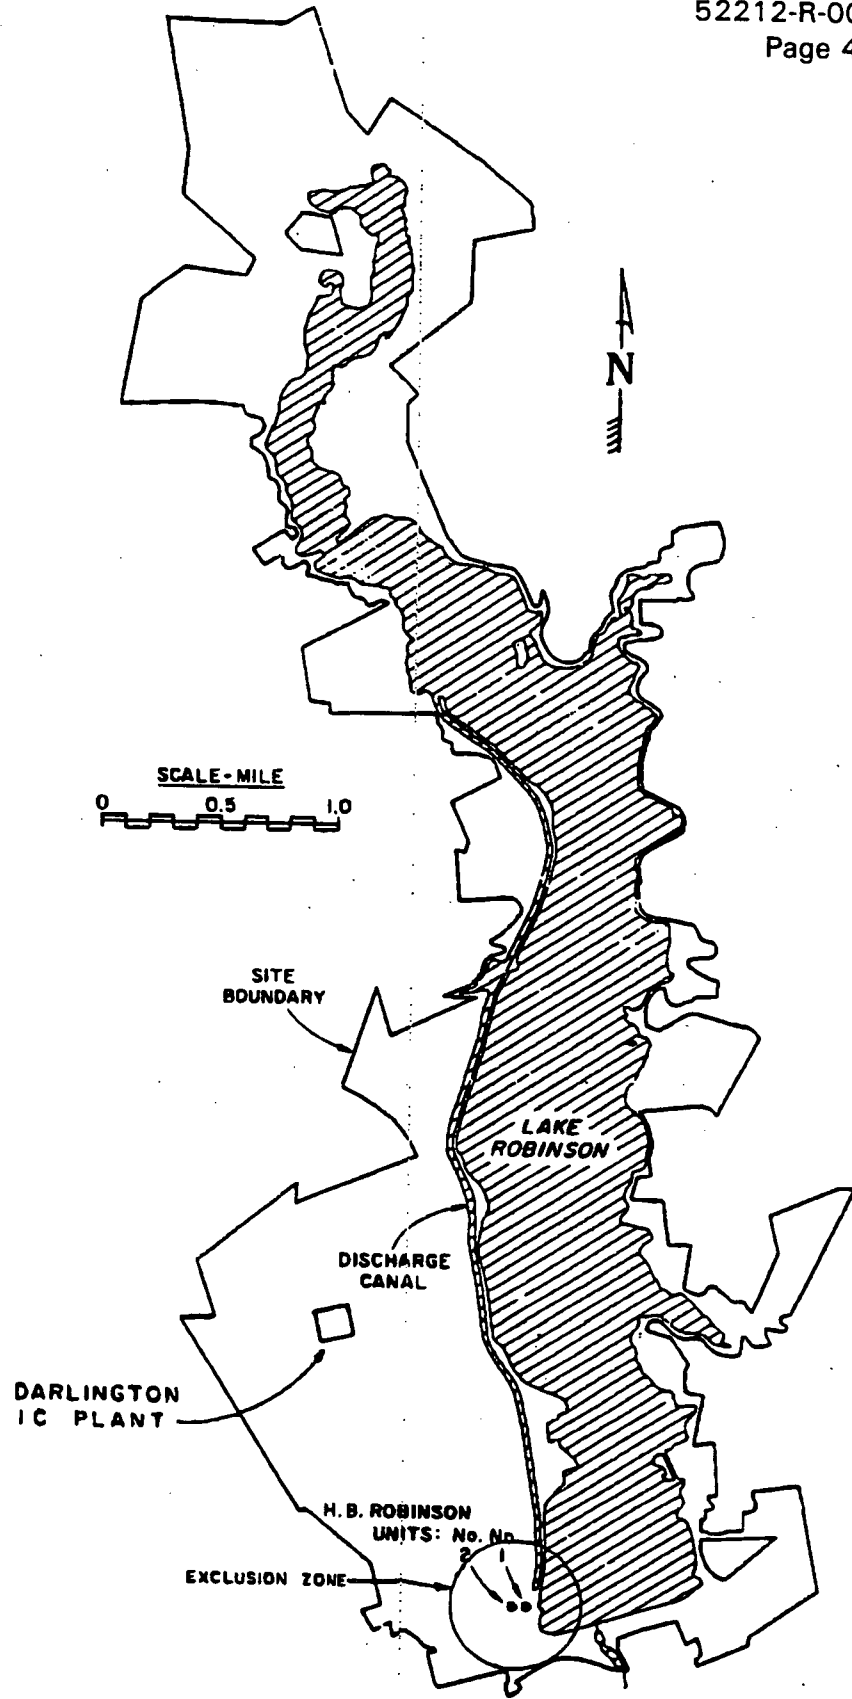 52212-R-00
Page 4
N
SCALE-MILE
0 0.5 1.0
SITE
BOUNDARY
LAKE
ROBINSON
DISCHARGE
CANAL
DARLINGTON
IC PLANT
H.B. ROBINSON
UNITS: No. No.
2 1
EXCLUSION ZONE